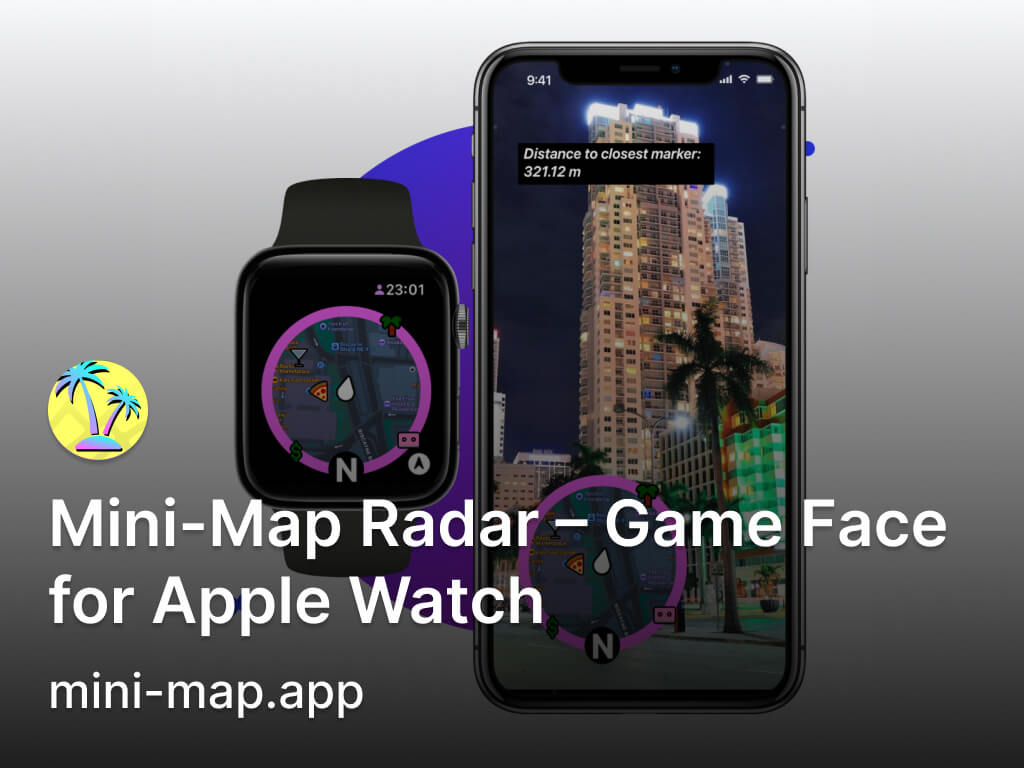 9:41
Distance to closest marker:
321.12 m
23:01
N
N
Mini-Map Radar – Game Face
for Apple Watch
mini-map.app